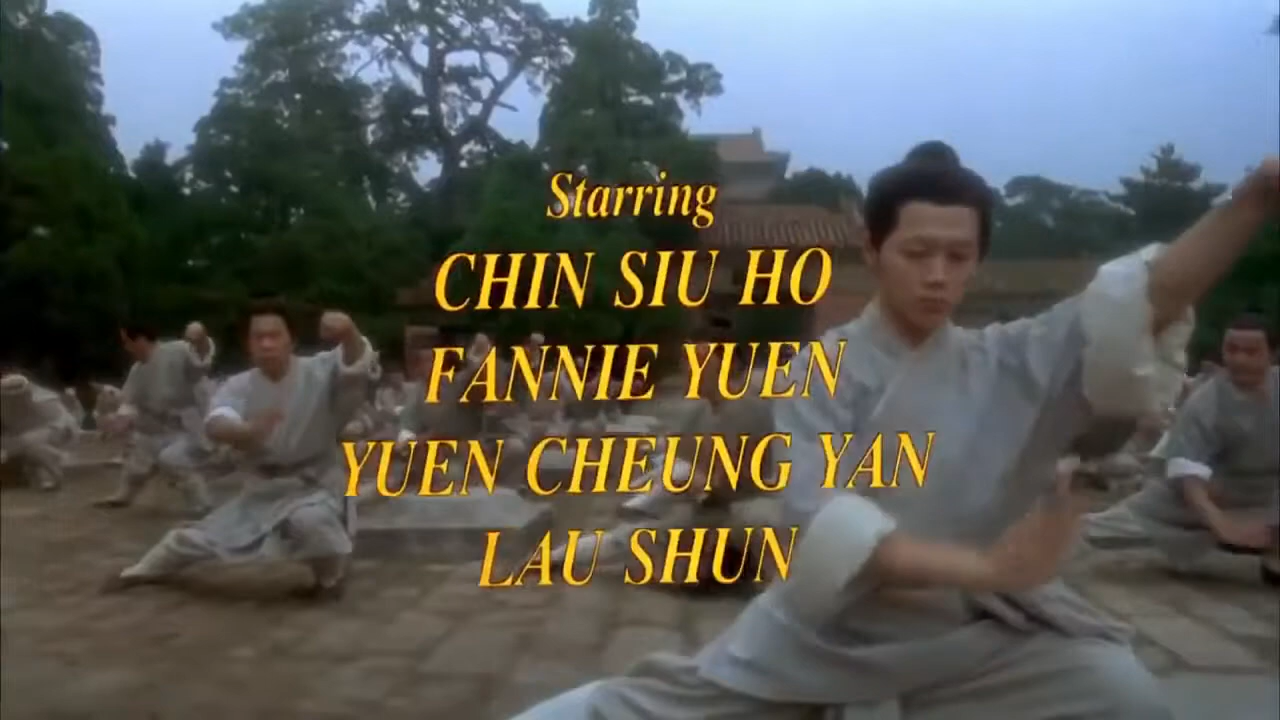 Starring
CHIN SIU HO
FANNIE YUEN
YUEN CHEUNG YAN
LAU SHUN